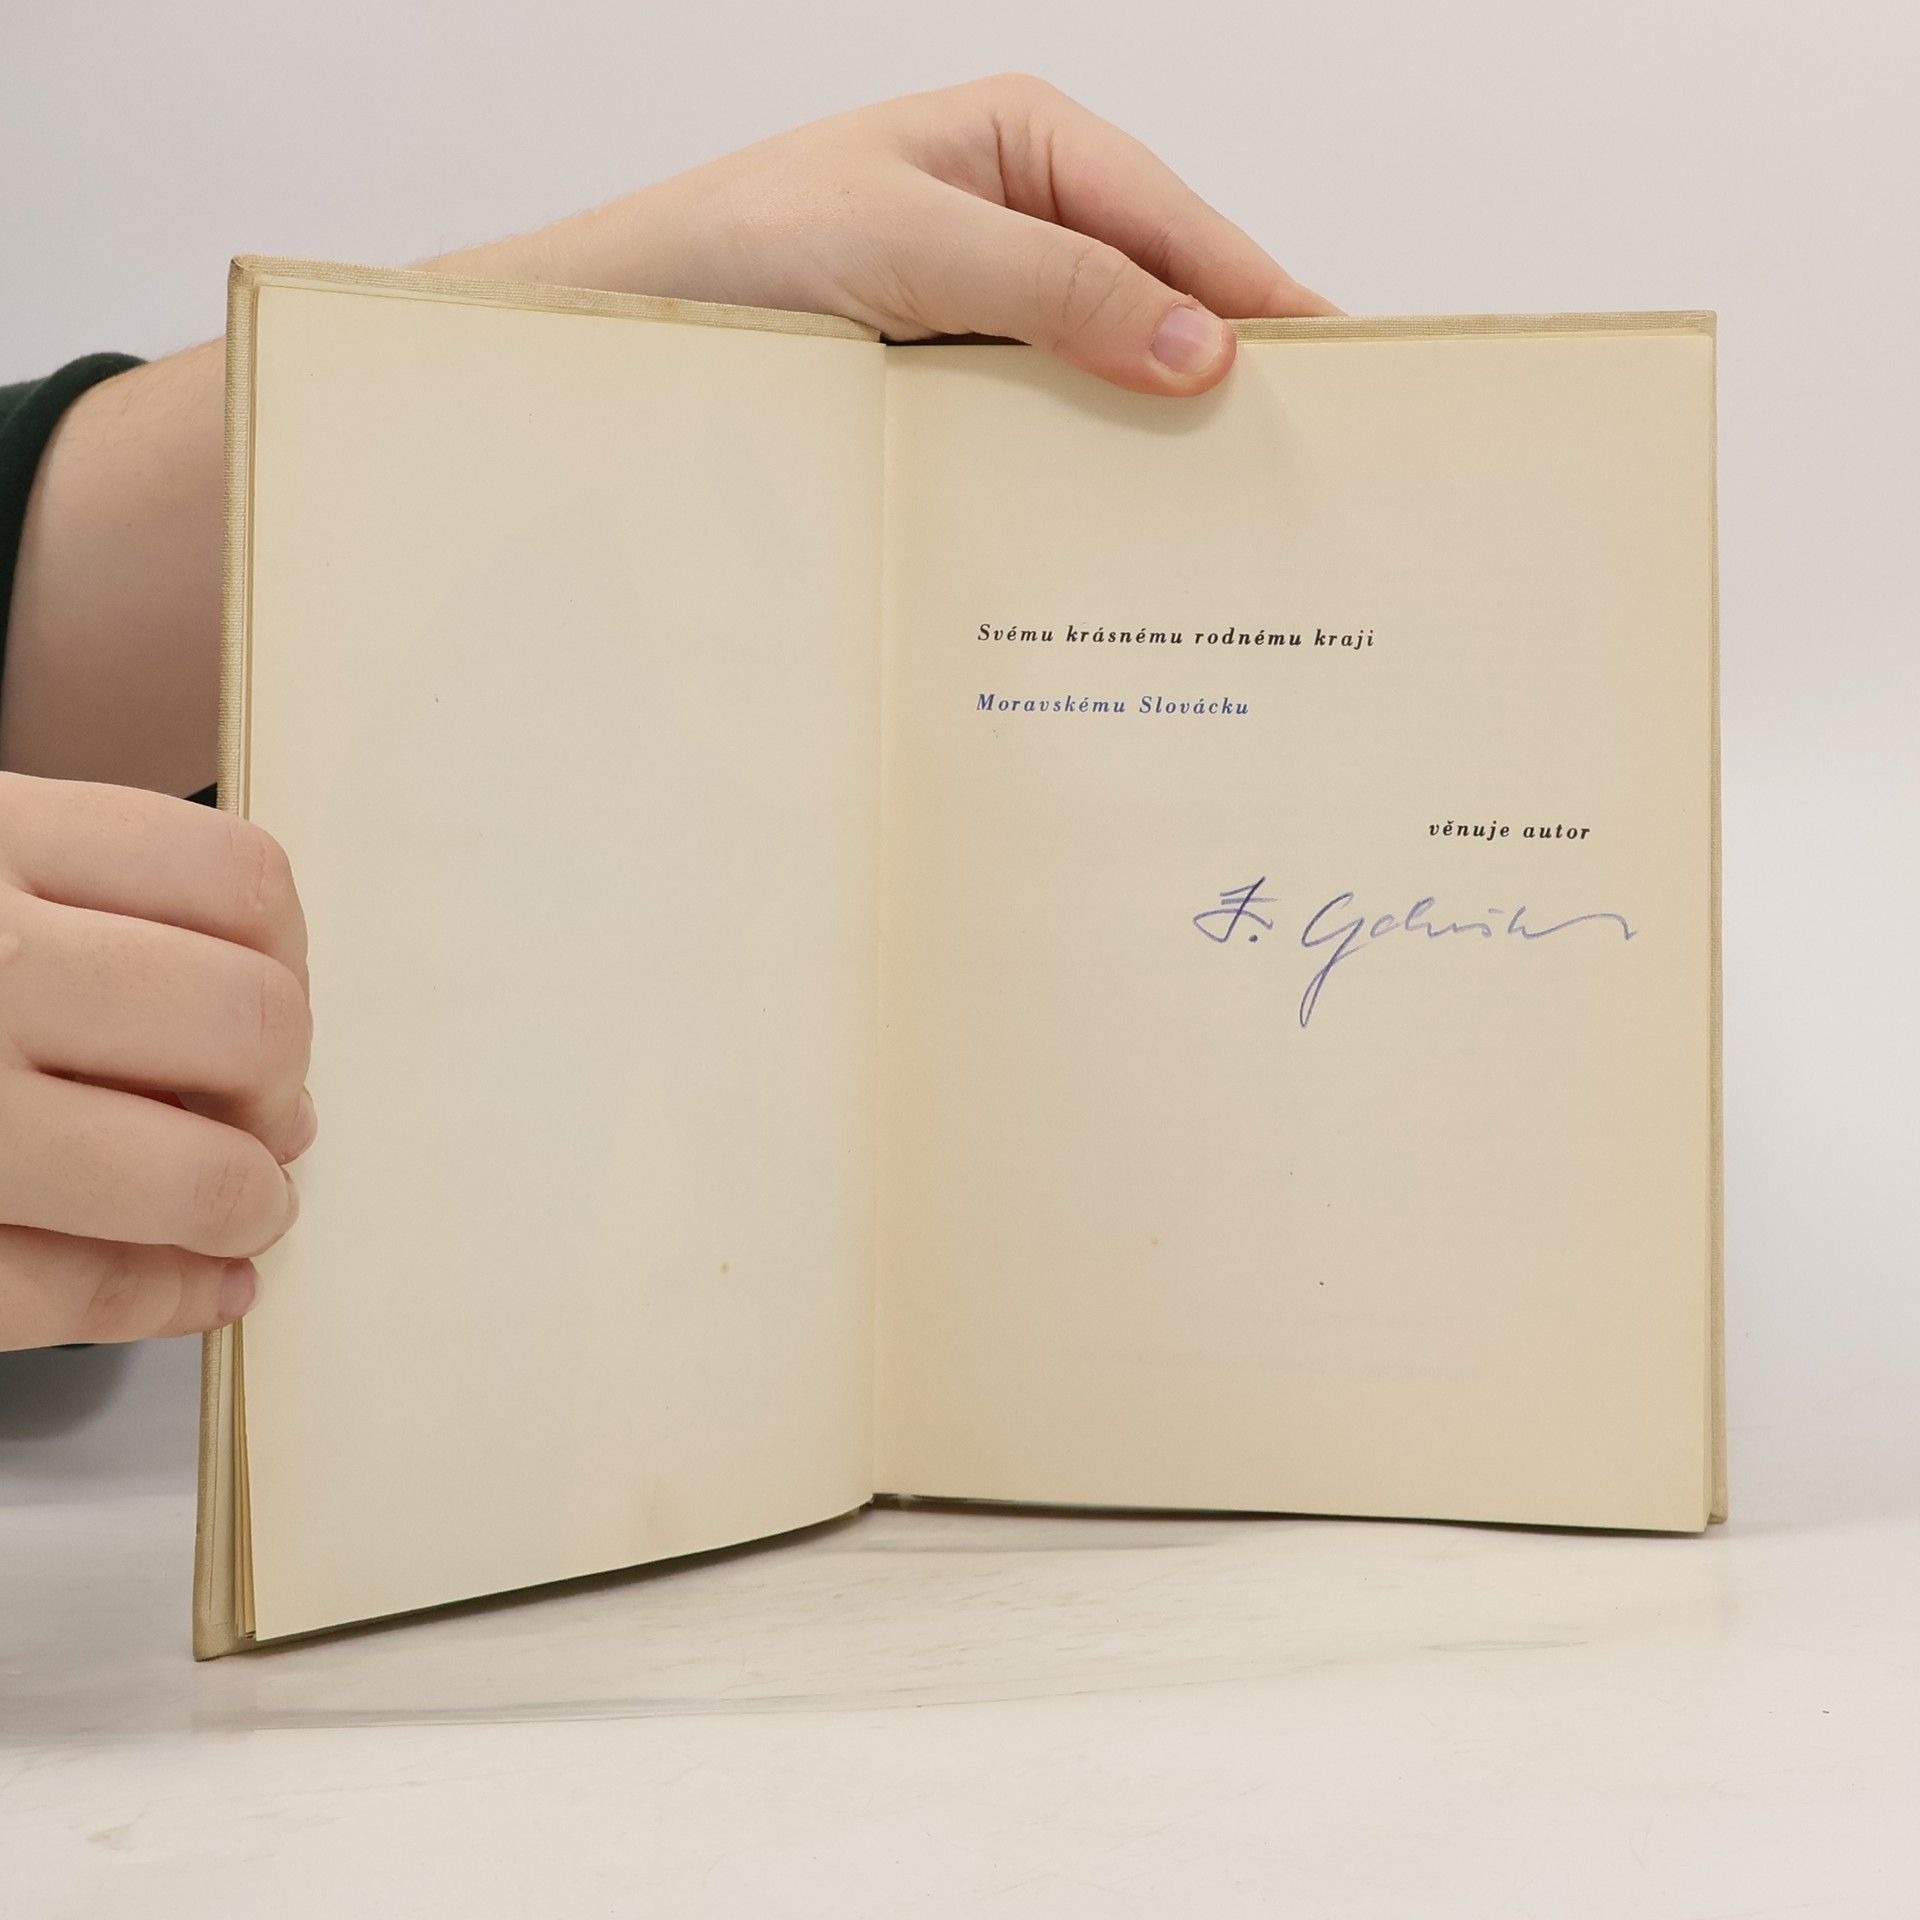 Svému krásnému rodnému kraji
Moravskému Slovácku
věnuje autor